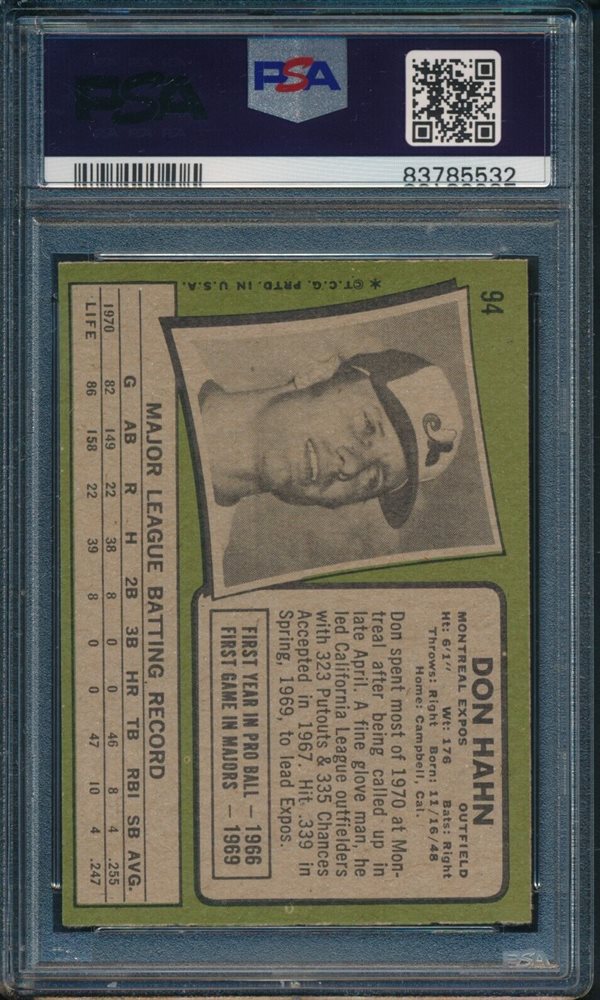 PSA
PSA
83785532
94
*©T.C.G. PRTD. IN U.S.A.
DON HAHN
MONTREAL EXPOS OUTFIELD
Ht: 6'1" Wt: 176 Bats: Right
Throws: Right Born: 11/16/48
Home: Campbell, Cal.
Don spent most of 1970 at Mon-
treal after being called up in
late April. A fine glove man, he
led California League outfielders
with 323 Putouts & 335 Chances
Accepted in 1967. Hit .339 in
Spring, 1969, to lead Expos.
FIRST YEAR IN PRO BALL — 1966
FIRST GAME IN MAJORS — 1969
MAJOR LEAGUE BATTING RECORD
G AB R H 2B 3B HR TB RBI SB AVG.
1970 82 149 22 38 8 0 0 46 8 4 .255
LIFE 86 158 22 39 8 0 0 47 10 4 .247